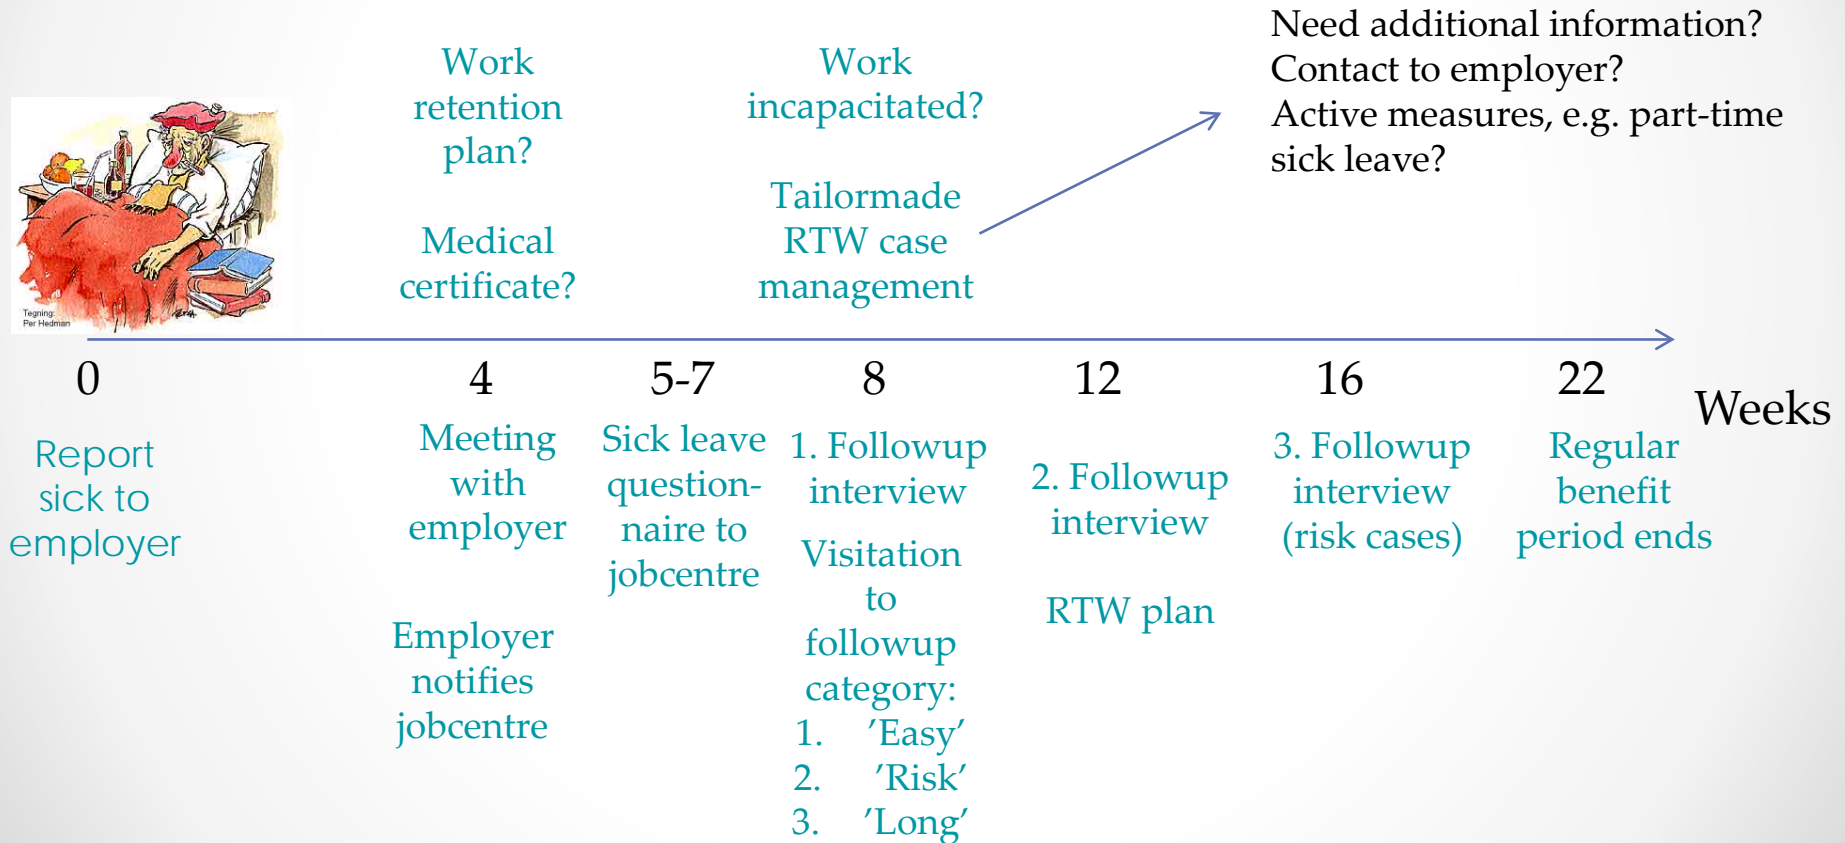 Need additional information?
Contact to employer?
Active measures, e.g. part-time
sick leave?
Work
retention
plan?
Medical
certificate?
Work
incapacitated?
Tailormade
RTW case
management
Tegning:
Per Hedman
0
4
5-7
8
12
16
22
Weeks
Report
sick to
employer
Meeting
with
employer
Employer
notifies
jobcentre
Sick leave
question-
naire to
jobcentre
1. Followup
interview
Visitation
to
followup
category:
1. ’Easy’
2. ’Risk’
3. ’Long’
2. Followup
interview
RTW plan
3. Followup
interview
(risk cases)
Regular
benefit
period ends